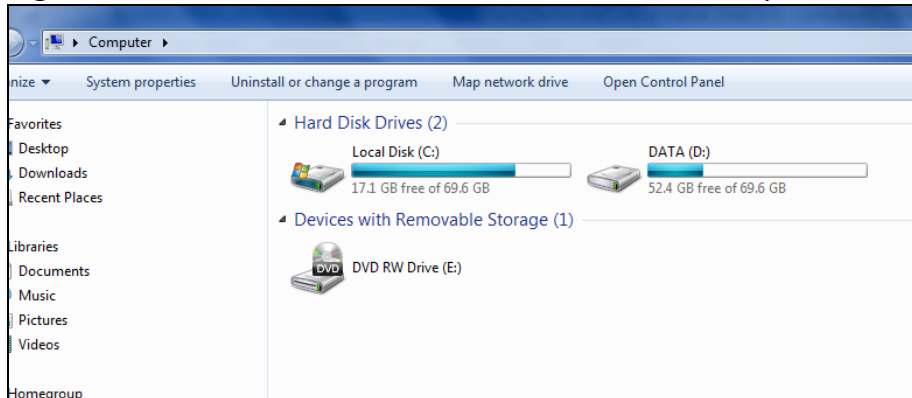 Computer
nize
System properties
Uninstall or change a program
Map network drive
Open Control Panel
Favorites
Desktop
Downloads
Recent Places
Libraries
Documents
Music
Pictures
Videos
Homegroup
Hard Disk Drives (2)
Local Disk (C:)
17.1 GB free of 69.6 GB
DATA (D:)
52.4 GB free of 69.6 GB
Devices with Removable Storage (1)
DVD
DVD RW Drive (E:)